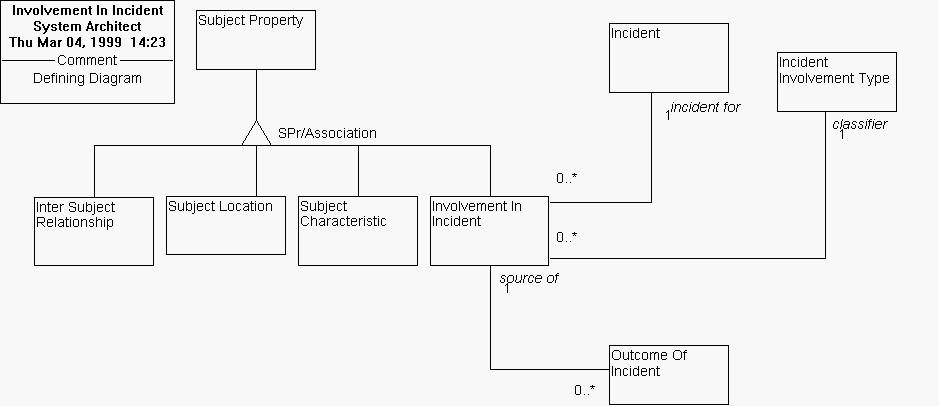 Involvement In Incident
System Architect
Thu Mar 04, 1999  14:23
Comment
Defining Diagram
Subject Property
Incident
Incident
Involvement Type
1
incident for
classifier
1
SPr/Association
0..*
Inter Subject
Relationship
Subject Location
Subject
Characteristic
Involvement In
Incident
0..*
source of
1
Outcome Of
Incident
0..*